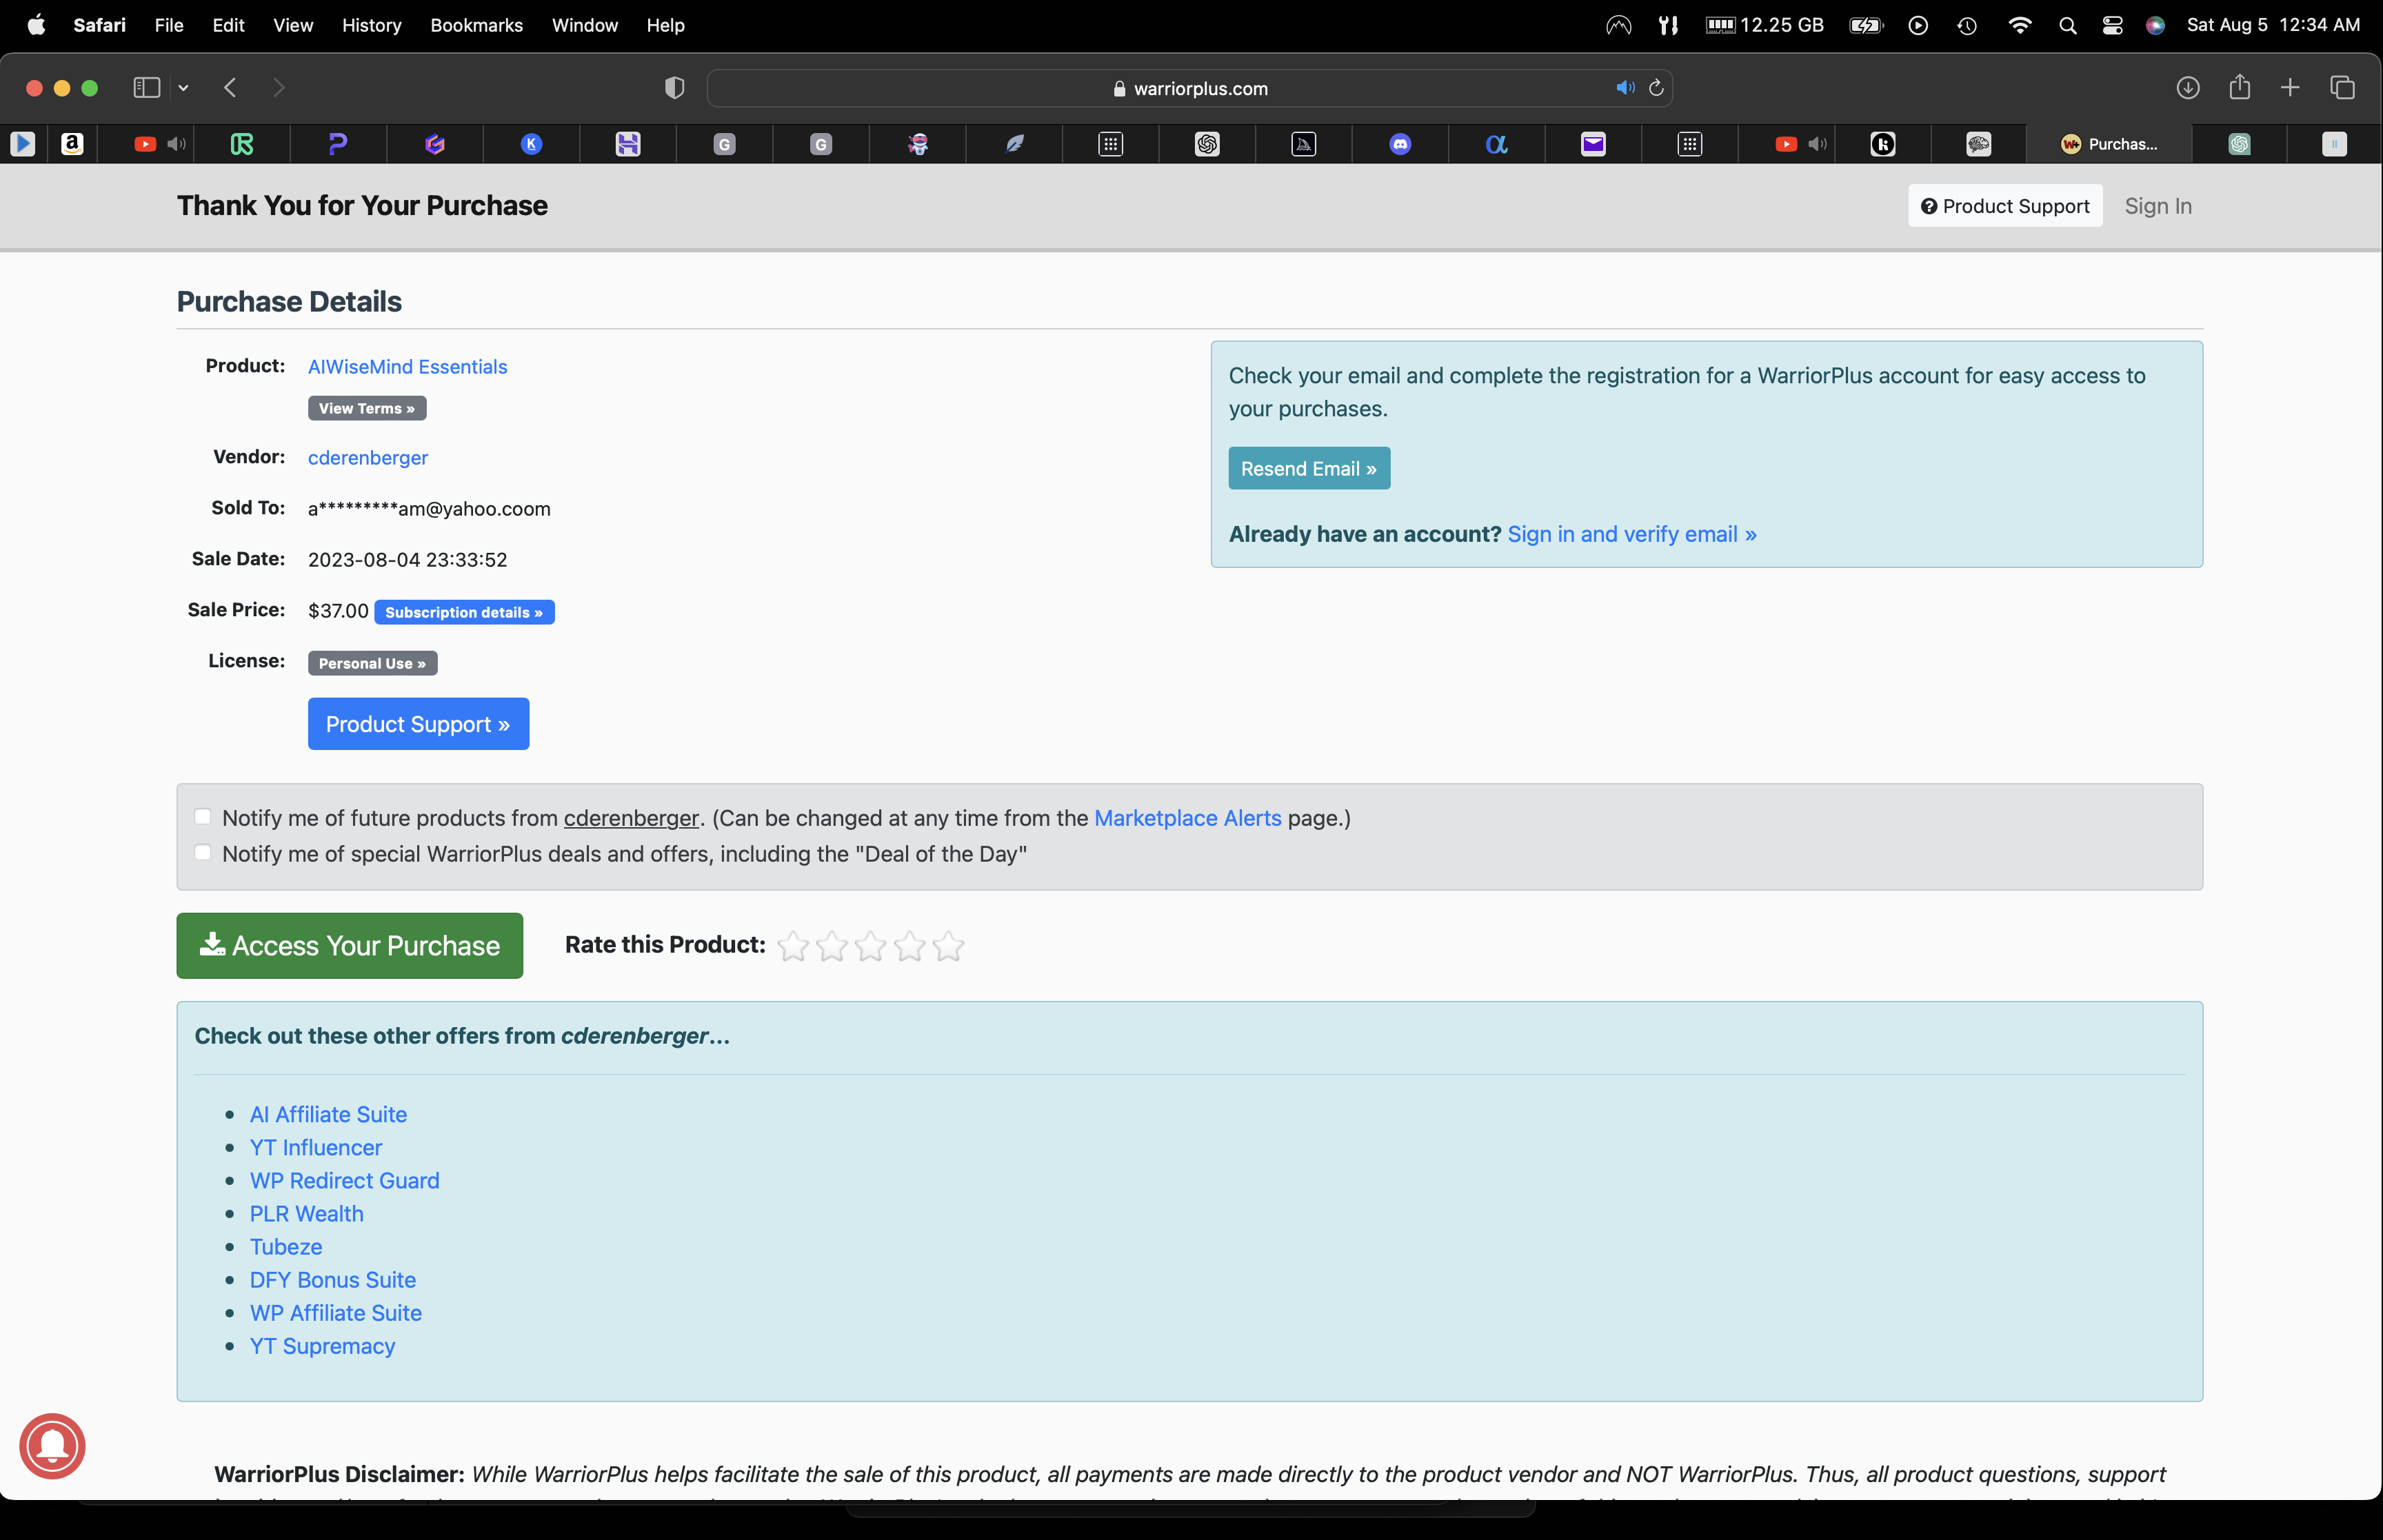 Safari File Edit View History Bookmarks Window Help 12.25 GB Sat Aug 5 12:34 AM
warriorplus.com
Purchas...
Thank You for Your Purchase
Product Support
Sign In
Purchase Details
Product: AIWiseMind Essentials
View Terms »
Vendor: cderenberger
Sold To: a*********am@yahoo.coom
Sale Date: 2023-08-04 23:33:52
Sale Price: $37.00 Subscription details »
License: Personal Use »
Product Support »
Check your email and complete the registration for a WarriorPlus account for easy access to
your purchases.
Resend Email »
Already have an account? Sign in and verify email »
Notify me of future products from cderenberger. (Can be changed at any time from the Marketplace Alerts page.)
Notify me of special WarriorPlus deals and offers, including the "Deal of the Day"
Access Your Purchase
Rate this Product:
Check out these other offers from cderenberger...
AI Affiliate Suite
YT Influencer
WP Redirect Guard
PLR Wealth
Tubeze
DFY Bonus Suite
WP Affiliate Suite
YT Supremacy
WarriorPlus Disclaimer: While WarriorPlus helps facilitate the sale of this product, all payments are made directly to the product vendor and NOT WarriorPlus. Thus, all product questions, support